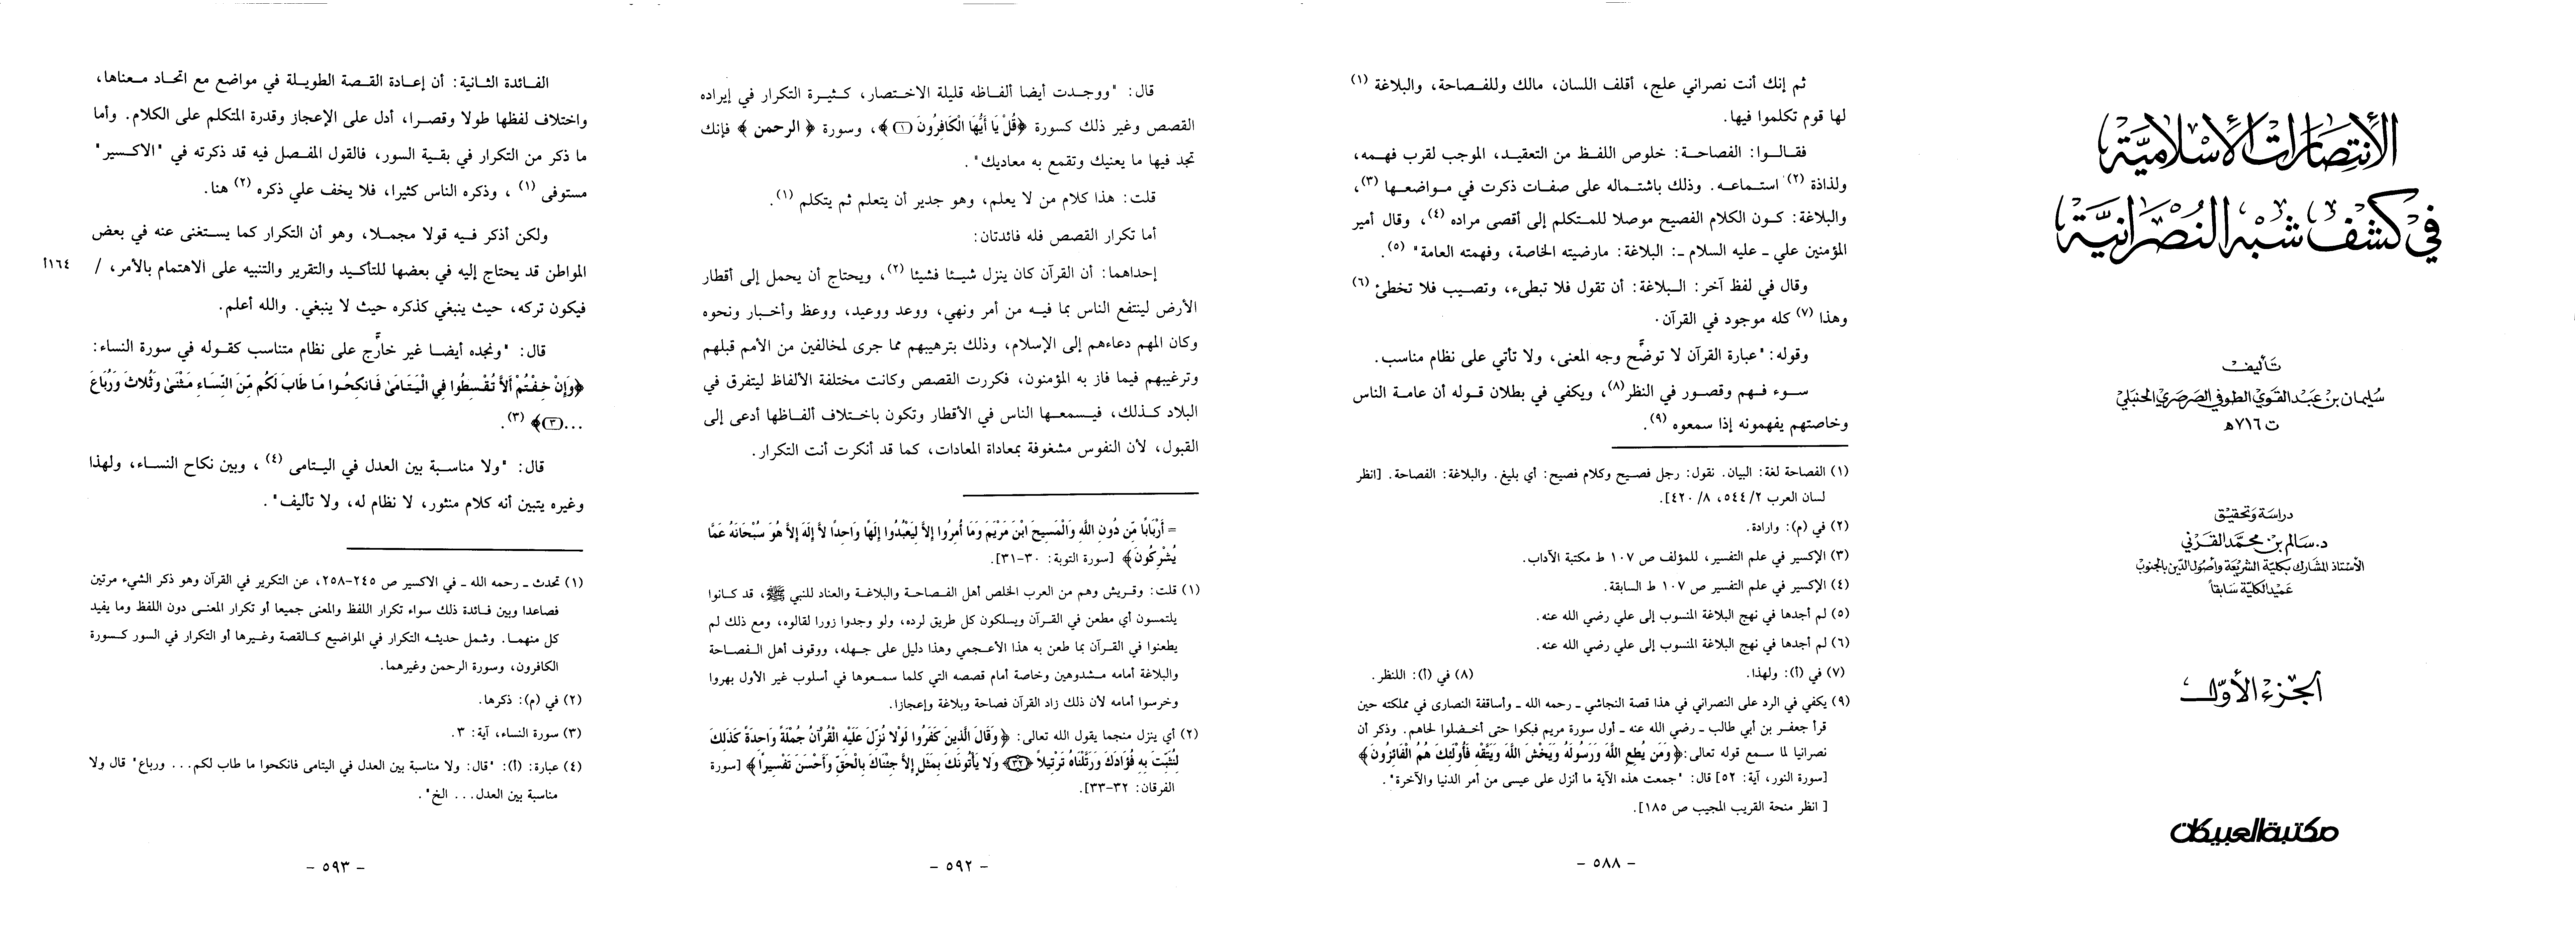 الانتصارات الإسلامية
في كشف شبه النصرانية
تأليف
سليمان بن عبد القوي الطوفي الصرصري الحنبلي
ت ٧١٦ هـ
دراسة وتحقيق
د. سالم بن محمد القرني
الأستاذ المشارك بكلية الشريعة وأصول الدين بالجنوب
عميد الكلية سابقاً
الجزء الأول
مكتبة العبيكان
ثم إنك أنت نصراني علج، أقلف اللسان، مالك وللفصاحة، والبلاغة (١)
لها قوم تكلموا فيها.
فقالوا: الفصاحة: خلوص اللفظ من التعقيد، الموجب لقرب فهمه،
ولذاذة (٢) استماعه. وذلك باشتماله على صفات ذكرت في مواضعها (٣)،
والبلاغة: كون الكلام الفصيح موصلا للمتكلم إلى أقصى مراده (٤)، وقال أمير
المؤمنين علي ـ عليه السلام ـ: البلاغة: مارضيته الخاصة، وفهمته العامة" (٥).
وقال في لفظ آخر: البلاغة: أن تقول فلا تبطىء، وتصيب فلا تخطئ (٦)
وهذا (٧) كله موجود في القرآن.
وقوله: "عبارة القرآن لا توضَّح وجه المعنى، ولا تأتي على نظام مناسب.
سوء فهم وقصور في النظر(٨)، ويكفي في بطلان قوله أن عامة الناس
وخاصتهم يفهمونه إذا سمعوه (٩).
(١) الفصاحة لغة: البيان. نقول: رجل فصيح وكلام فصيح: أي بليغ. والبلاغة: الفصاحة. [انظر
لسان العرب ٢/ ٥٤٤، ٨/ ٤٢٠].
(٢) في (م): وارادة.
(٣) الإكسير في علم التفسير، للمؤلف ص ١٠٧ ط مكتبة الآداب.
(٤) الإكسير في علم التفسير ص ١٠٧ ط السابقة.
(٥) لم أجدها في نهج البلاغة المنسوب إلى علي رضي الله عنه.
(٦) لم أجدها في نهج البلاغة المنسوب إلى علي رضي الله عنه.
(٧) في (أ): ولهذا. (٨) في (أ): اللنظر.
(٩) يكفي في الرد على النصراني في هذا قصة النجاشي ـ رحمه الله ـ وأساقفة النصارى في مملكته حين
قرأ جعفر بن أبي طالب ـ رضي الله عنه ـ أول سورة مريم فبكوا حتى أخضلوا لحاهم. وذكر أن
نصرانيا لما سمع قوله تعالى: ﴿وَمَن يُطِعِ اللَّهَ وَرَسُولَهُ وَيَخْشَ اللَّهَ وَيَتَّقْهِ فَأُوْلَئِكَ هُمُ الْفَائِزُونَ﴾
[سورة النور، آية: ٥٢] قال: "جمعت هذه الآية ما أنزل على عيسى من أمر الدنيا والآخرة".
[ انظر منحة القريب المجيب ص ١٨٥].
- ٥٨٨ -
قال: "ووجدت أيضا ألفاظه قليلة الاختصار، كثيرة التكرار في إيراده
القصص وغير ذلك كسورة ﴿قُلْ يَا أَيُّهَا الْكَافِرُونَ (١)﴾، وسورة ﴿الرحمن﴾ فإنك
تجد فيها ما يعنيك وتقمع به معاديك".
قلت: هذا كلام من لا يعلم، وهو جدير أن يتعلم ثم يتكلم (١).
أما تكرار القصص فله فائدتان:
إحداهما: أن القرآن كان ينزل شيئا فشيئا (٢)، ويحتاج أن يحمل إلى أقطار
الأرض لينتفع الناس بما فيه من أمر ونهي، ووعد ووعيد، ووعظ وأخبار ونحوه
وكان المهم دعاءهم إلى الإسلام، وذلك بترهيبهم مما جرى لمخالفين من الأمم قبلهم
وترغيبهم فيما فاز به المؤمنون، فكررت القصص وكانت مختلفة الألفاظ ليتفرق في
البلاد كذلك، فيسمعها الناس في الأقطار وتكون باختلاف ألفاظها أدعى إلى
القبول، لأن النفوس مشغوفة بمعاداة المعادات، كما قد أنكرت أنت التكرار.
= أَرْبَابًا مِّن دُونِ اللَّهِ وَالْمَسِيحَ ابْنَ مَرْيَمَ وَمَا أُمِرُوا إِلاَّ لِيَعْبُدُوا إِلَهًا وَاحِدًا لاَّ إِلَهَ إِلاَّ هُوَ سُبْحَانَهُ عَمَّا
يُشْرِكُونَ﴾ [سورة التوبة: ٣٠-٣١].
(١) قلت: وقريش وهم من العرب الخلص أهل الفصاحة والبلاغة والعناد للنبي ﷺ، قد كانوا
يلتمسون أي مطعن في القرآن ويسلكون كل طريق لرده، ولو وجدوا زورا لقالوه، ومع ذلك لم
يطعنوا في القرآن بما طعن به هذا الأعجمي وهذا دليل على جهله، ووقوف أهل الفصاحة
والبلاغة أمامه مشدوهين وخاصة أمام قصصه التي كلما سمعوها في أسلوب غير الأول بهروا
وخرسوا أمامه لأن ذلك زاد القرآن فصاحة وبلاغة وإعجازا.
(٢) أي ينزل منجما يقول الله تعالى: ﴿وَقَالَ الَّذِينَ كَفَرُوا لَوْلا نُزِّلَ عَلَيْهِ الْقُرْآنُ جُمْلَةً وَاحِدَةً كَذَلِكَ
لِنُثَبِّتَ بِهِ فُؤَادَكَ وَرَتَّلْنَاهُ تَرْتِيلاً (٣٢) وَلا يَأْتُونَكَ بِمَثَلٍ إِلاَّ جِئْنَاكَ بِالْحَقِّ وَأَحْسَنَ تَفْسِيرًا﴾ [سورة
الفرقان: ٣٢-٣٣].
- ٥٩٢ -
الفائدة الثانية: أن إعادة القصة الطويلة في مواضع مع اتحاد معناها،
واختلاف لفظها طولا وقصرا، أدل على الإعجاز وقدرة المتكلم على الكلام. وأما
ما ذكر من التكرار في بقية السور، فالقول المفصل فيه قد ذكرته في "الاكسير"
مستوفى (١) ، وذكره الناس كثيرا، فلا يخف علي ذكره (٢) هنا.
ولكن أذكر فيه قولا مجملا، وهو أن التكرار كما يستغنى عنه في بعض
المواطن قد يحتاج إليه في بعضها للتأكيد والتقرير والتنبيه على الاهتمام بالأمر، / ١٦٤أ
فيكون تركه، حيث ينبغي كذكره حيث لا ينبغي. والله أعلم.
قال: "ونجده أيضا غير خارَّج على نظام متناسب كقوله في سورة النساء:
﴿وَإِنْ خِفْتُمْ أَلاَّ تُقْسِطُوا فِي الْيَتَامَىٰ فَانكِحُوا مَا طَابَ لَكُم مِّنَ النِّسَاءِ مَثْنَىٰ وَثُلاثَ وَرُبَاعَ
...(٣)﴾ (٣).
قال: "ولا مناسبة بين العدل في اليتامى (٤) ، وبين نكاح النساء، ولهذا
وغيره يتبين أنه كلام منثور، لا نظام له، ولا تأليف".
(١) تحدث ـ رحمه الله ـ في الاكسير ص ٢٤٥-٢٥٨، عن التكرير في القرآن وهو ذكر الشيء مرتين
فصاعدا وبين فائدة ذلك سواء تكرار اللفظ والمعنى جميعا أو تكرار المعنى دون اللفظ وما يفيد
كل منهما. وشمل حديثه التكرار في المواضيع كالقصة وغيرها أو التكرار في السور كسورة
الكافرون، وسورة الرحمن وغيرهما.
(٢) في (م): ذكرها.
(٣) سورة النساء، آية: ٣.
(٤) عبارة: (أ): "قال: ولا مناسبة بين العدل في اليتامى فانكحوا ما طاب لكم... ورباع" قال ولا
مناسبة بين العدل... الخ".
- ٥٩٣ -